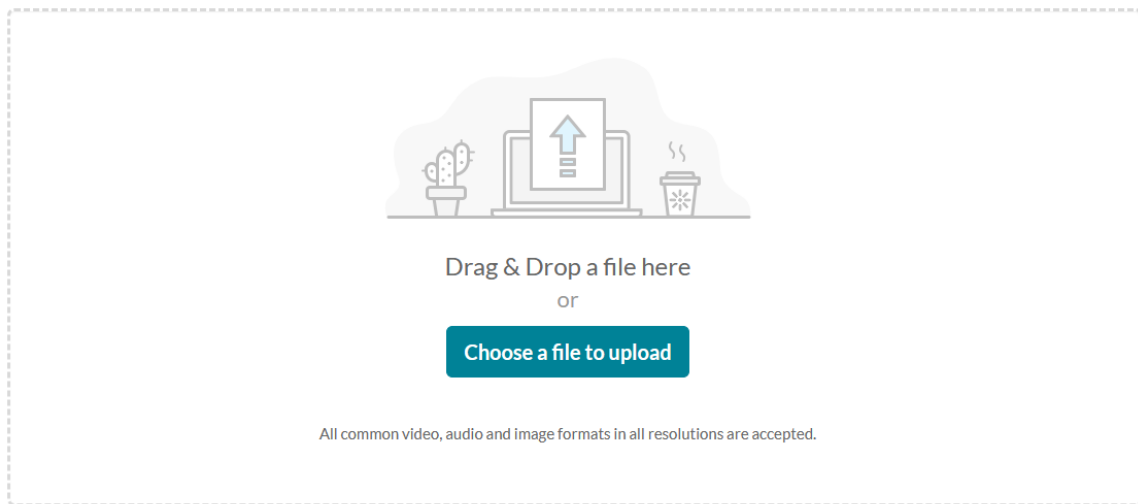 Drag & Drop a file here
or
Choose a file to upload
All common video, audio and image formats in all resolutions are accepted.